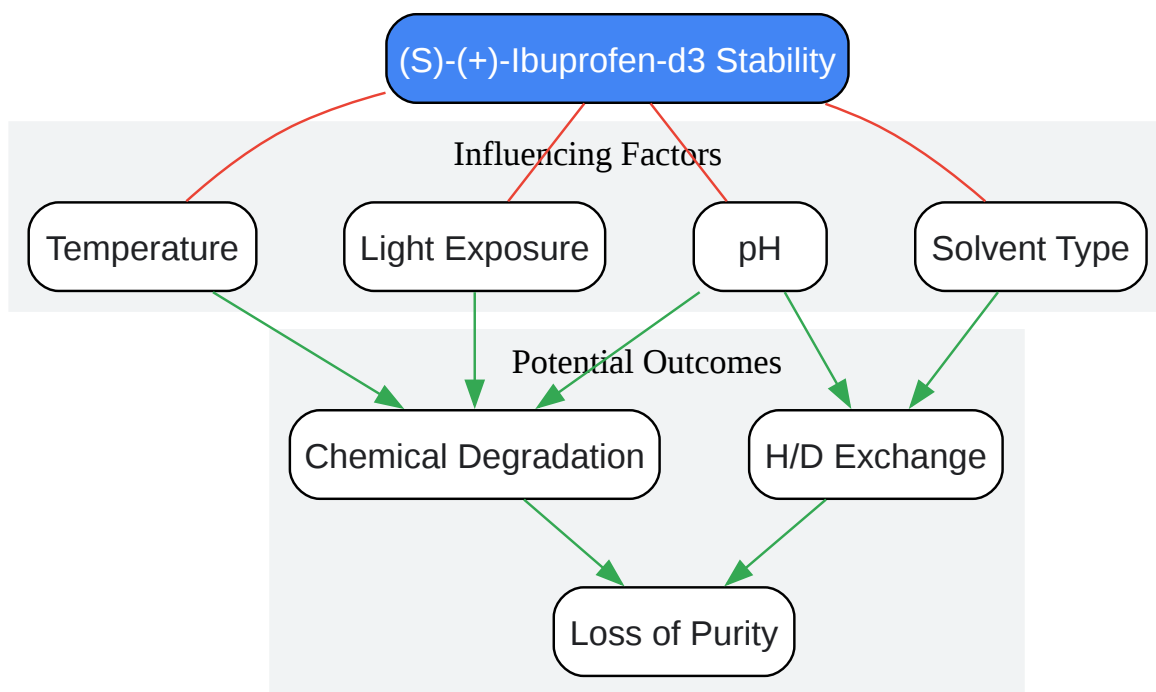 (S)-(+)-Ibuprofen-d3 Stability
Influencing Factors
Temperature
Light Exposure
pH
Solvent Type
Potential Outcomes
Chemical Degradation
H/D Exchange
Loss of Purity